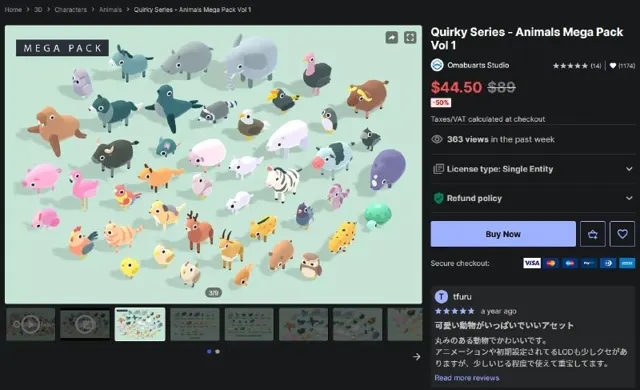 Home > 3D > Characters > Animals > Quirky Series - Animals Mega Pack Vol 1
MEGA PACK
3/9
Quirky Series - Animals Mega Pack
Vol 1
Omabuarts Studio
(14) | (1174)
$44.50 $89
-50%
Taxes/VAT calculated at checkout
363 views in the past week
License type: Single Entity
Refund policy
Buy Now
Secure checkout:
VISA
T tfuru
a year ago
可愛い動物がいっぱいでいいアセット
丸みのある動物でかわいいです。
アニメーションや初期設定されてるLODも少しクセがあ
りますが、少しいじる程度で使えて重宝してます。
Read more reviews